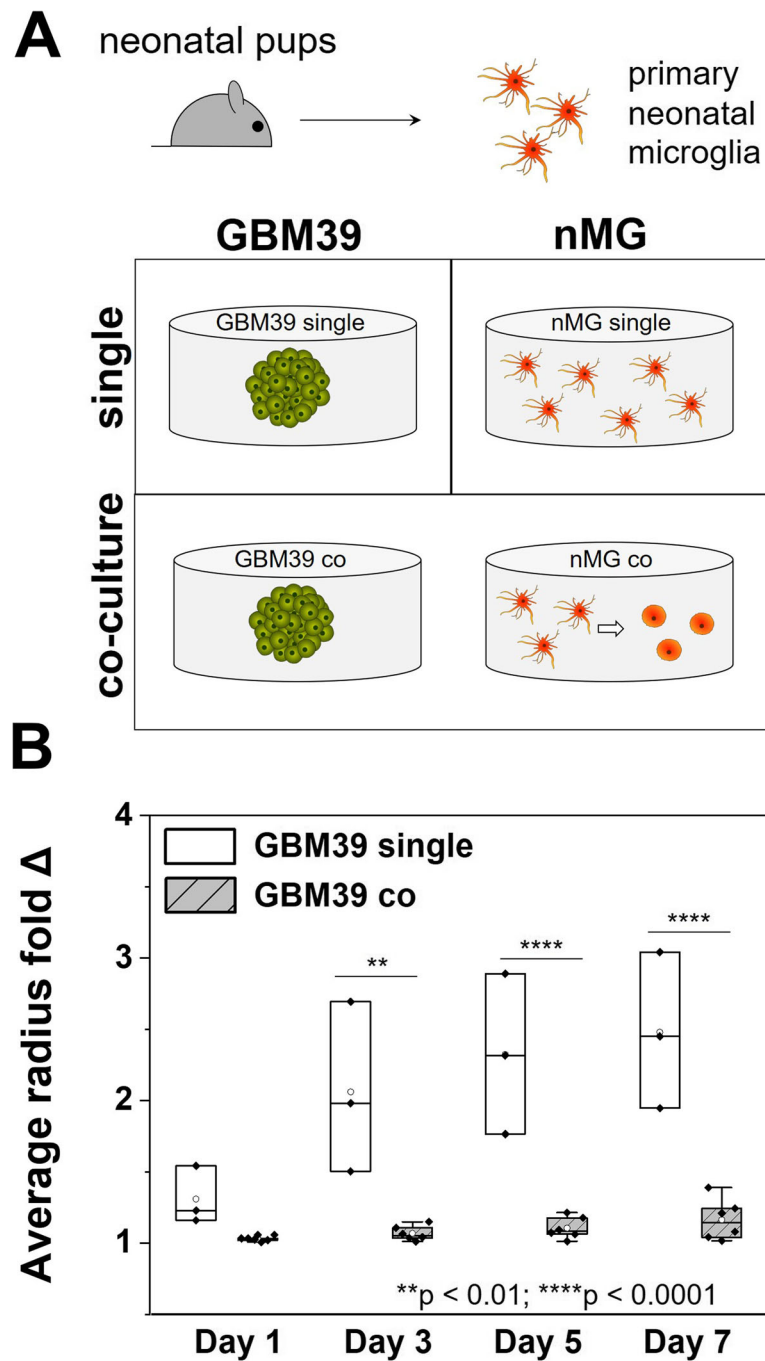 A
neonatal pups
primary
neonatal
microglia
GBM39
nMG
single
GBM39 single
nMG single
co-culture
GBM39 co
nMG co
B
Average radius fold Δ
4
3
2
1
GBM39 single
GBM39 co
**
****
****
**p < 0.01; ****p < 0.0001
Day 1
Day 3
Day 5
Day 7